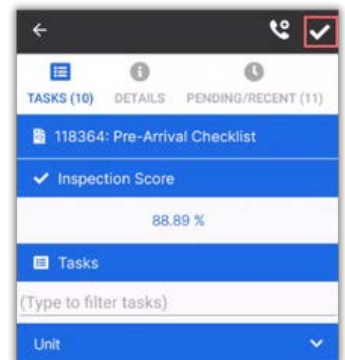 TASKS (10) DETAILS PENDING/RECENT (11)
118364: Pre-Arrival Checklist
Inspection Score
88.89 %
Tasks
(Type to filter tasks)
Unit